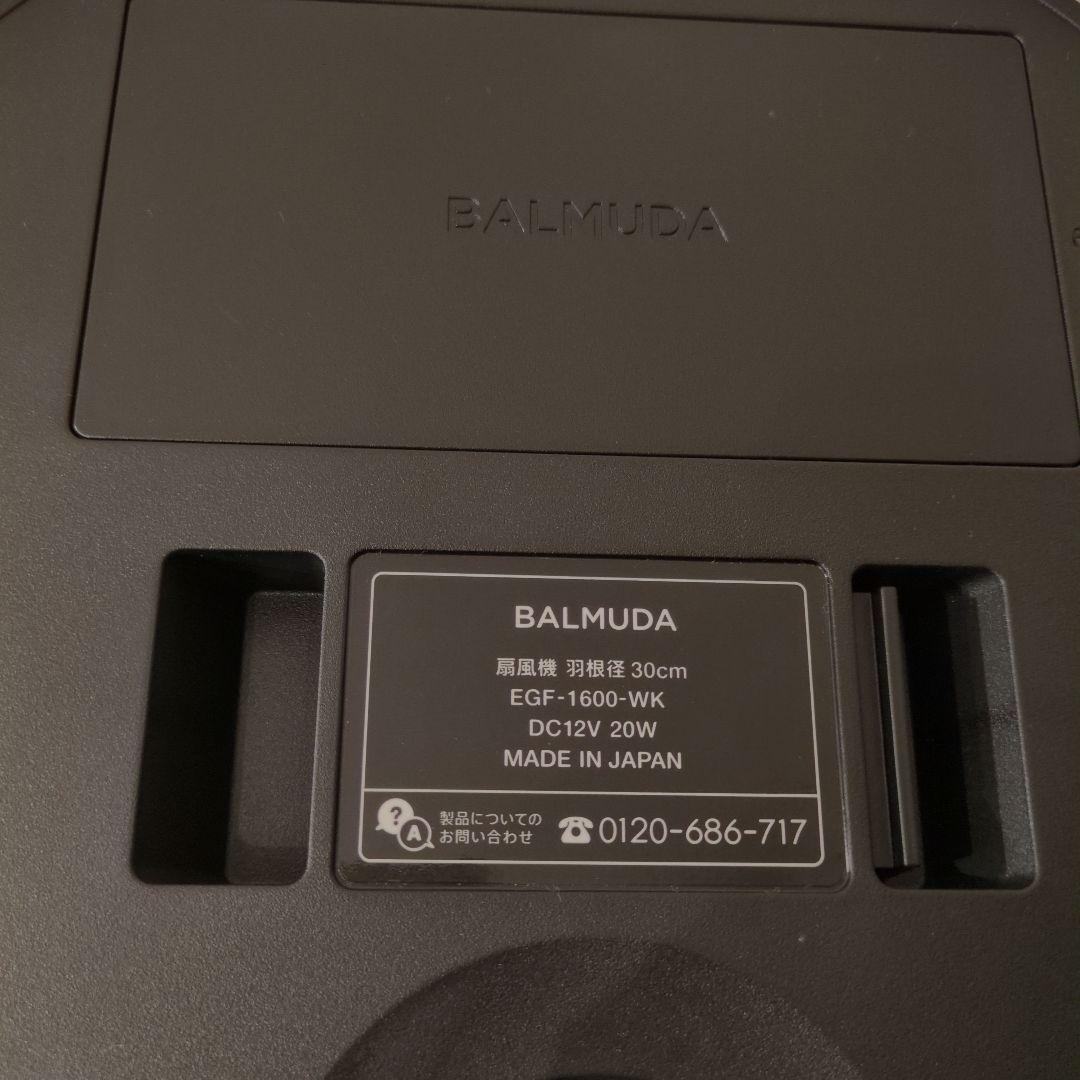 BALMUDA
BALMUDA
扇風機 羽根径 30cm
EGF-1600-WK
DC12V 20W
MADE IN JAPAN
? A
製品についての
お問い合わせ
0120-686-717